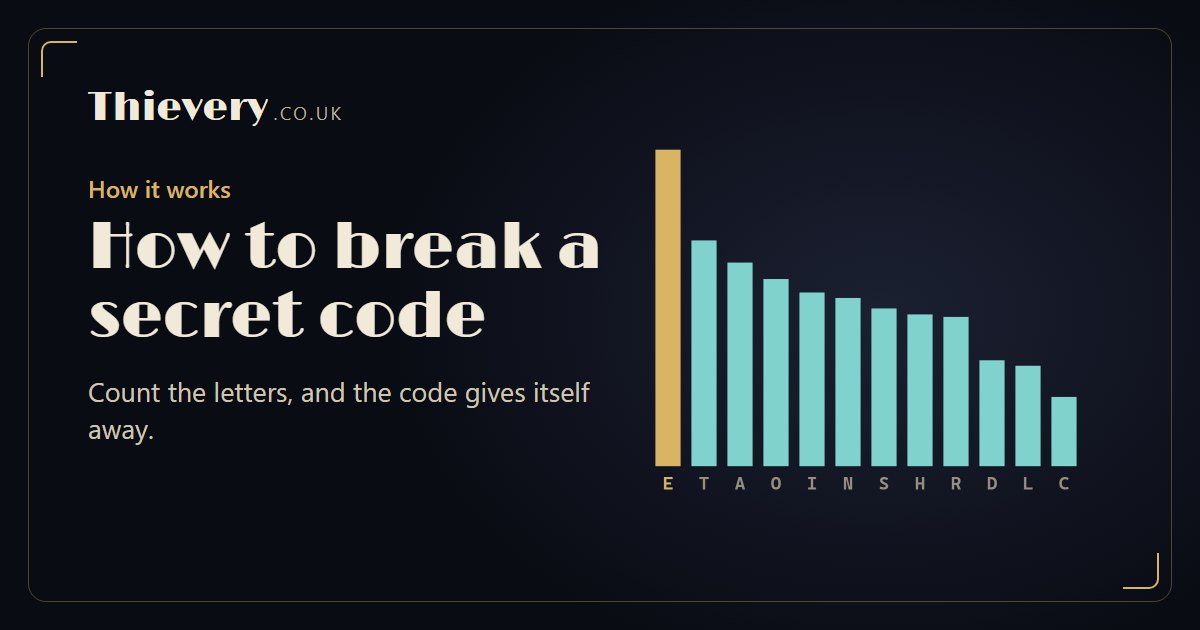 Thievery.CO.UK
How it works
How to break a
secret code
Count the letters, and the code gives itself
away.
E T A O I N S H R D L C